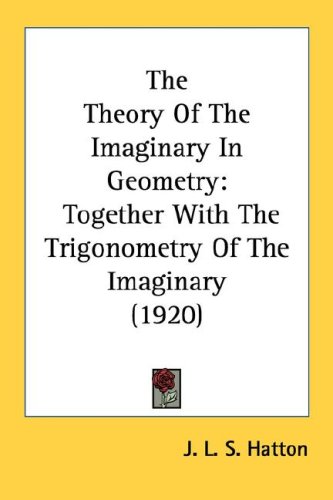 The
Theory Of The
Imaginary In
Geometry:
Together With The
Trigonometry Of The
Imaginary
(1920)
J. L. S. Hatton